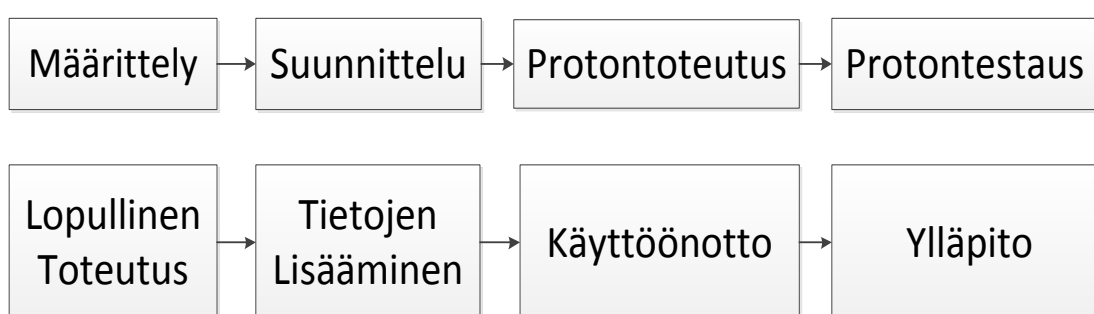 Määrittely
Suunnittelu
Protontoteutus
Protontestaus
Lopullinen
Toteutus
Tietojen
Lisääminen
Käyttöönotto
Ylläpito